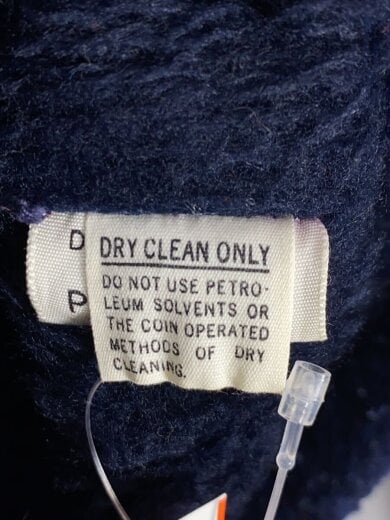 DRY CLEAN ONLY
DO NOT USE PETRO-
LEUM SOLVENTS OR
THE COIN OPERATED
METHODS OF DRY
CLEANING.
D
P